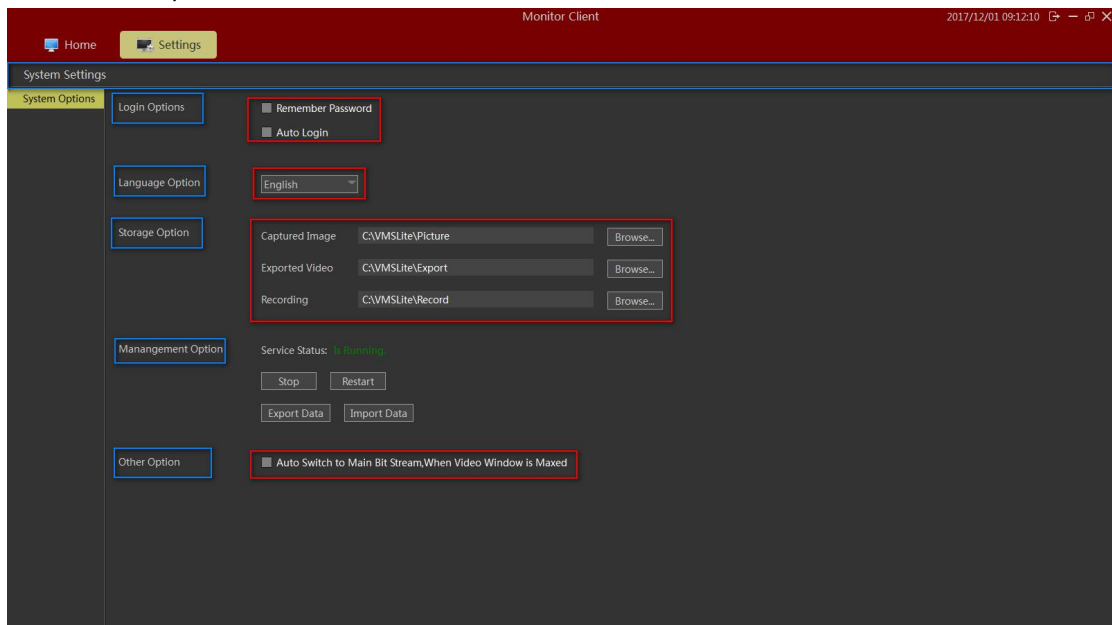 Monitor Client
2017/12/01 09:12:10
Home Settings
System Settings
System Options
Login Options
Remember Password
Auto Login
Language Option
English
Storage Option
Captured Image C:\VMSLite\Picture Browse...
Exported Video C:\VMSLite\Export Browse...
Recording C:\VMSLite\Record Browse...
Manangement Option
Service Status: Is Running.
Stop Restart
Export Data Import Data
Other Option
Auto Switch to Main Bit Stream,When Video Window is Maxed